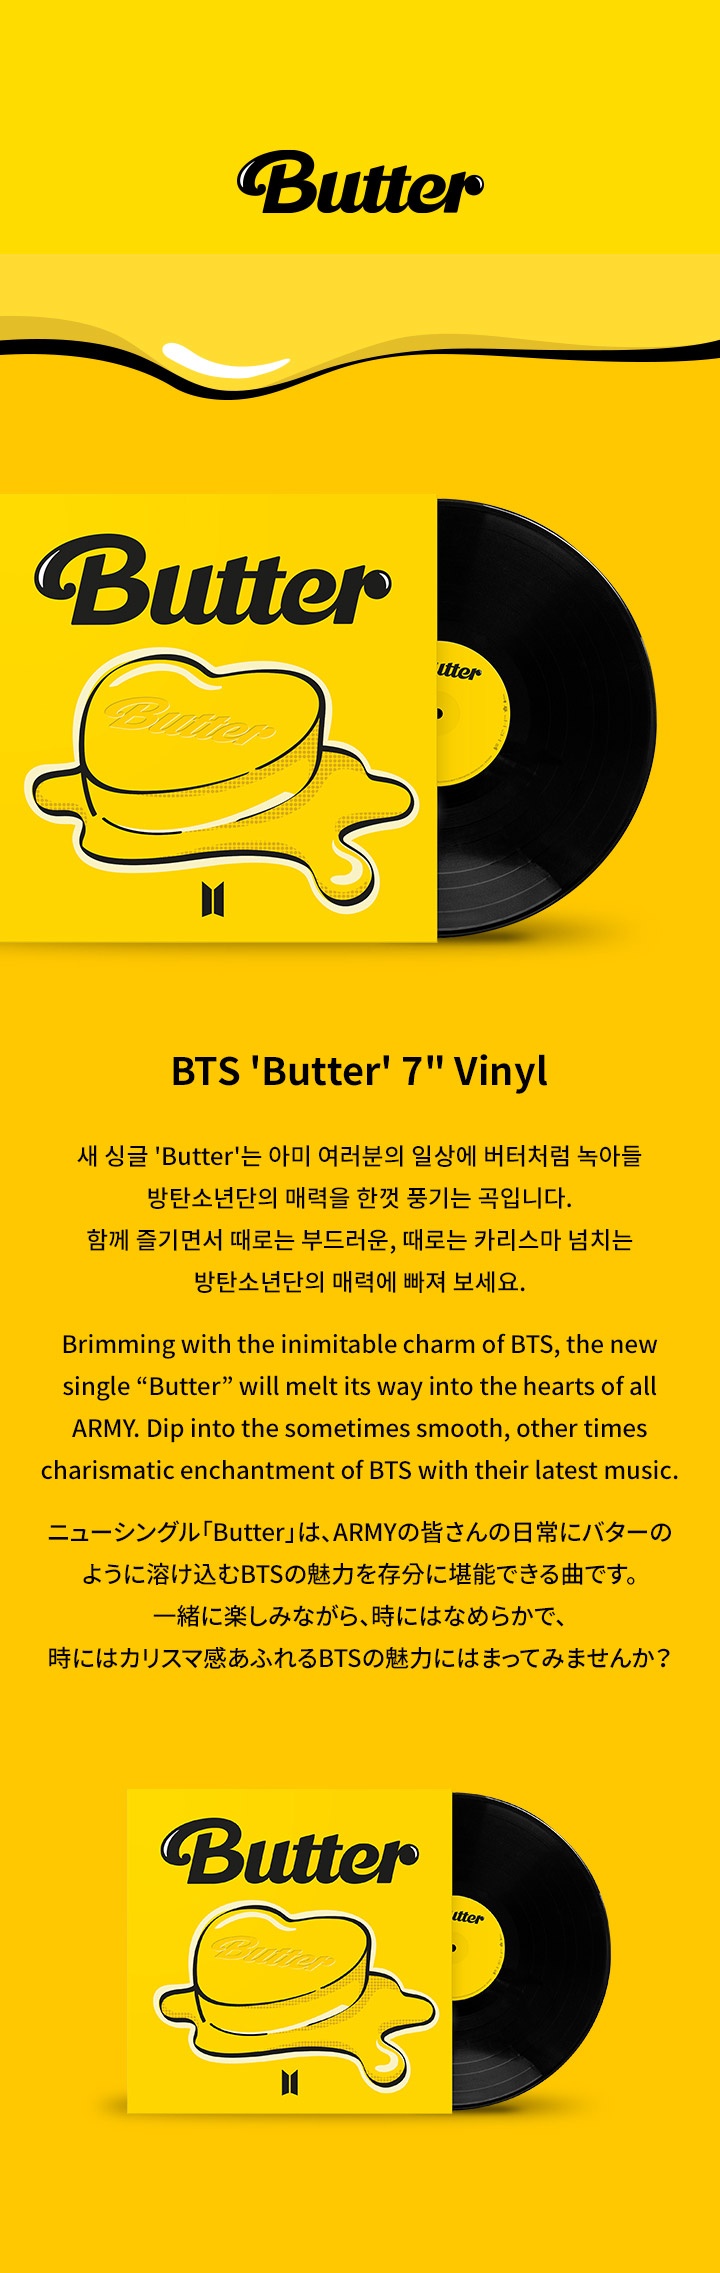 Butter
Butter
Butter
utter
BTS 'Butter' 7" Vinyl
새 싱글 'Butter'는 아미 여러분의 일상에 버터처럼 녹아들
방탄소년단의 매력을 한껏 풍기는 곡입니다.
함께 즐기면서 때로는 부드러운, 때로는 카리스마 넘치는
방탄소년단의 매력에 빠져 보세요.
Brimming with the inimitable charm of BTS, the new
single “Butter” will melt its way into the hearts of all
ARMY. Dip into the sometimes smooth, other times
charismatic enchantment of BTS with their latest music.
ニューシングル「Butter」は、ARMYの皆さんの日常にバターの
ように溶け込むBTSの魅力を存分に堪能できる曲です。
一緒に楽しみながら、時にはなめらかで、
時にはカリスマ感あふれるBTSの魅力にはまってみませんか?
Butter
Butter
utter